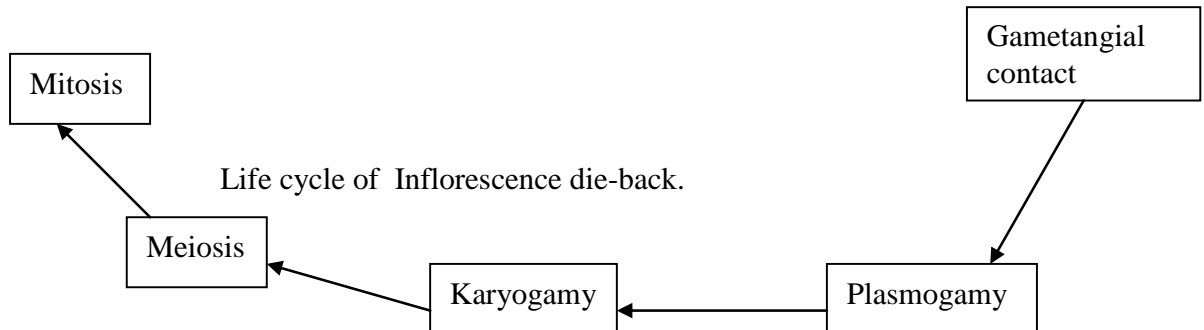 Gametangial
contact
Mitosis
Life cycle of  Inflorescence die-back.
Meiosis
Karyogamy
Plasmogamy